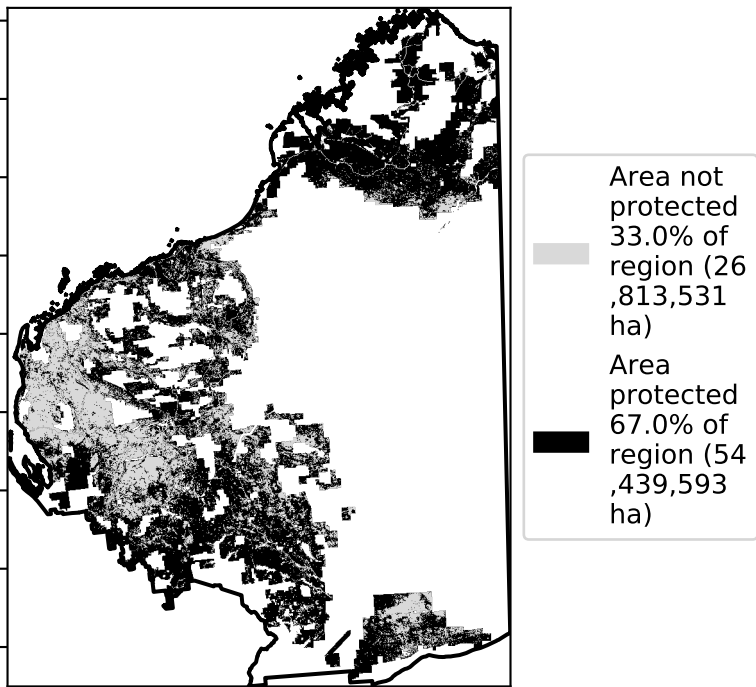 Area not
protected
33.0% of
region (26
,813,531
ha)
Area
protected
67.0% of
region (54
,439,593
ha)